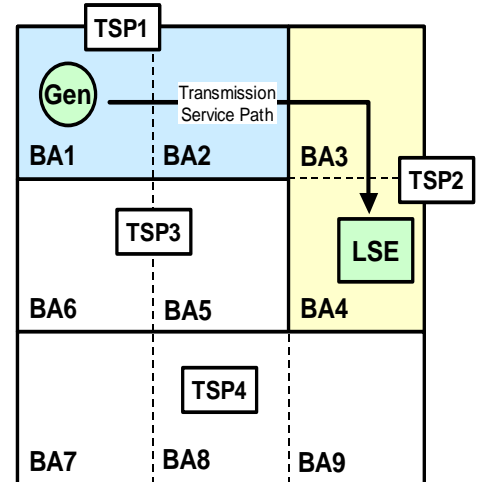 TSP1
Gen
Transmission
Service Path
BA1
BA2
BA3
TSP2
TSP3
LSE
BA6
BA5
BA4
TSP4
BA7
BA8
BA9